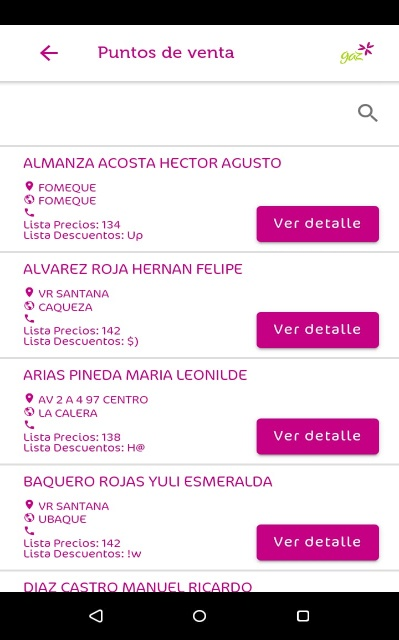 Puntos de venta
gaz
ALMANZA ACOSTA HECTOR AGUSTO
FOMEQUE
FOMEQUE
Lista Precios: 134
Lista Descuentos: Up
Ver detalle
ALVAREZ ROJA HERNAN FELIPE
VR SANTANA
CAQUEZA
Lista Precios: 142
Lista Descuentos: $)
Ver detalle
ARIAS PINEDA MARIA LEONILDE
AV 2 A 4 97 CENTRO
LA CALERA
Lista Precios: 138
Lista Descuentos: H@
Ver detalle
BAQUERO ROJAS YULI ESMERALDA
VR SANTANA
UBAQUE
Lista Precios: 142
Lista Descuentos: !w
Ver detalle
DIAZ CASTRO MANUEL RICARDO